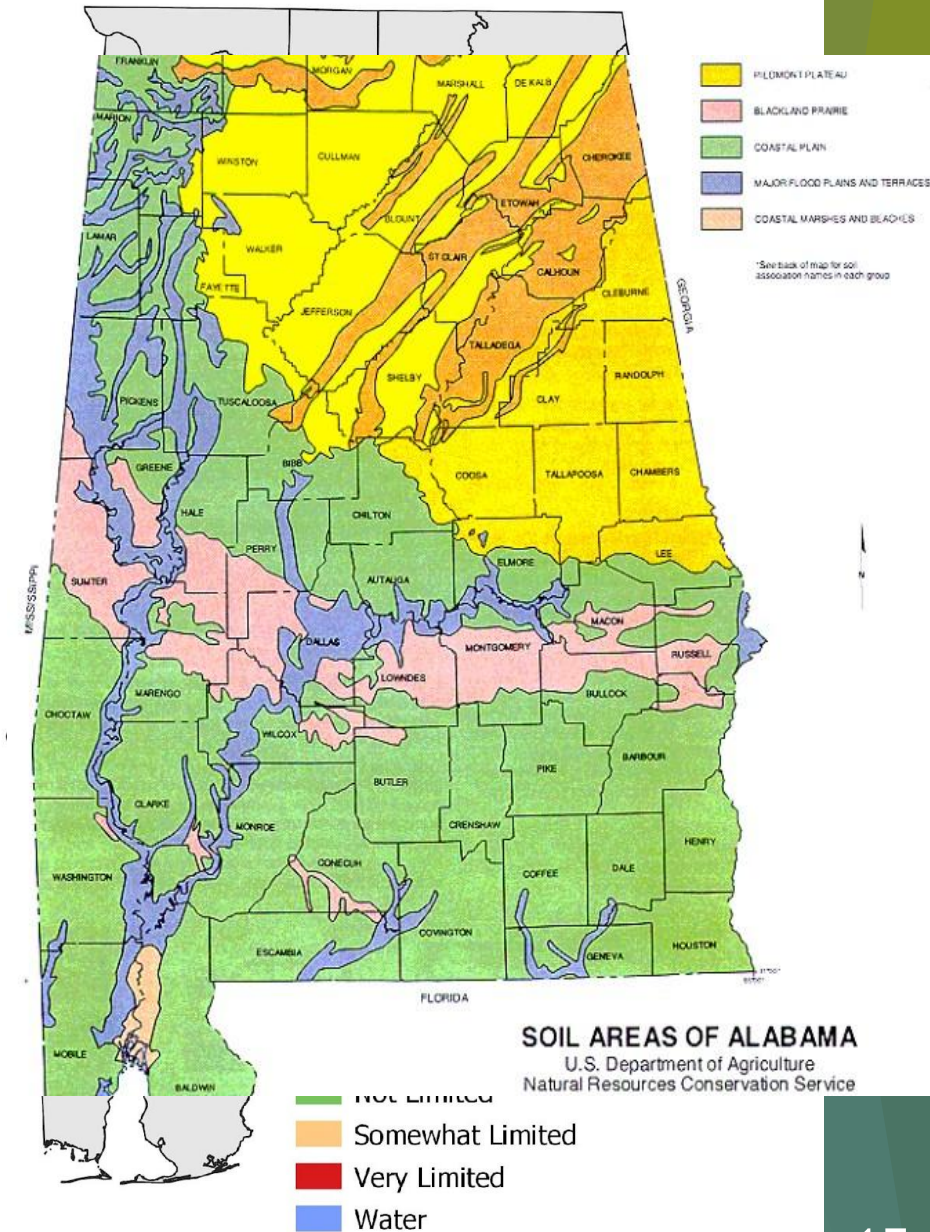 FRANKLIN
MORGAN
MARSHALL
DE KALB
MARION
WINSTON
CULLMAN
CHEROKEE
ETOWAH
BLOUNT
LAMAR
WALKER
ST CLAIR
CALHOUN
FAYETTE
CLEBURNE
JEFFERSON
TALLADEGA
GEORGIA
SHELBY
RANDOLPH
PICKENS
TUSCALOOSA
CLAY
GREENE
BIBB
COOSA
TALLAPOOSA
CHAMBERS
HALE
CHILTON
PERRY
LEE
ELMORE
SUMTER
AUTAUGA
MISSISSIPPI
MACON
DALLAS
MONTGOMERY
RUSSELL
LOWNDES
MARENGO
BULLOCK
CHOCTAW
WILCOX
BARBOUR
PIKE
BUTLER
CLARKE
MONROE
CRENSHAW
HENRY
CONECUH
WASHINGTON
COFFEE
DALE
COVINGTON
ESCAMBIA
GENEVA
HOUSTON
FLORIDA
MOBILE
BALDWIN
PIEDMONT PLATEAU
BLACKLAND PRAIRIE
COASTAL PLAIN
MAJOR FLOOD PLAINS AND TERRACES
COASTAL MARSHES AND BEACHES
*See back of map for soil
association names in each group
N
SOIL AREAS OF ALABAMA
U.S. Department of Agriculture
Natural Resources Conservation Service
Not Limited
Somewhat Limited
Very Limited
Water